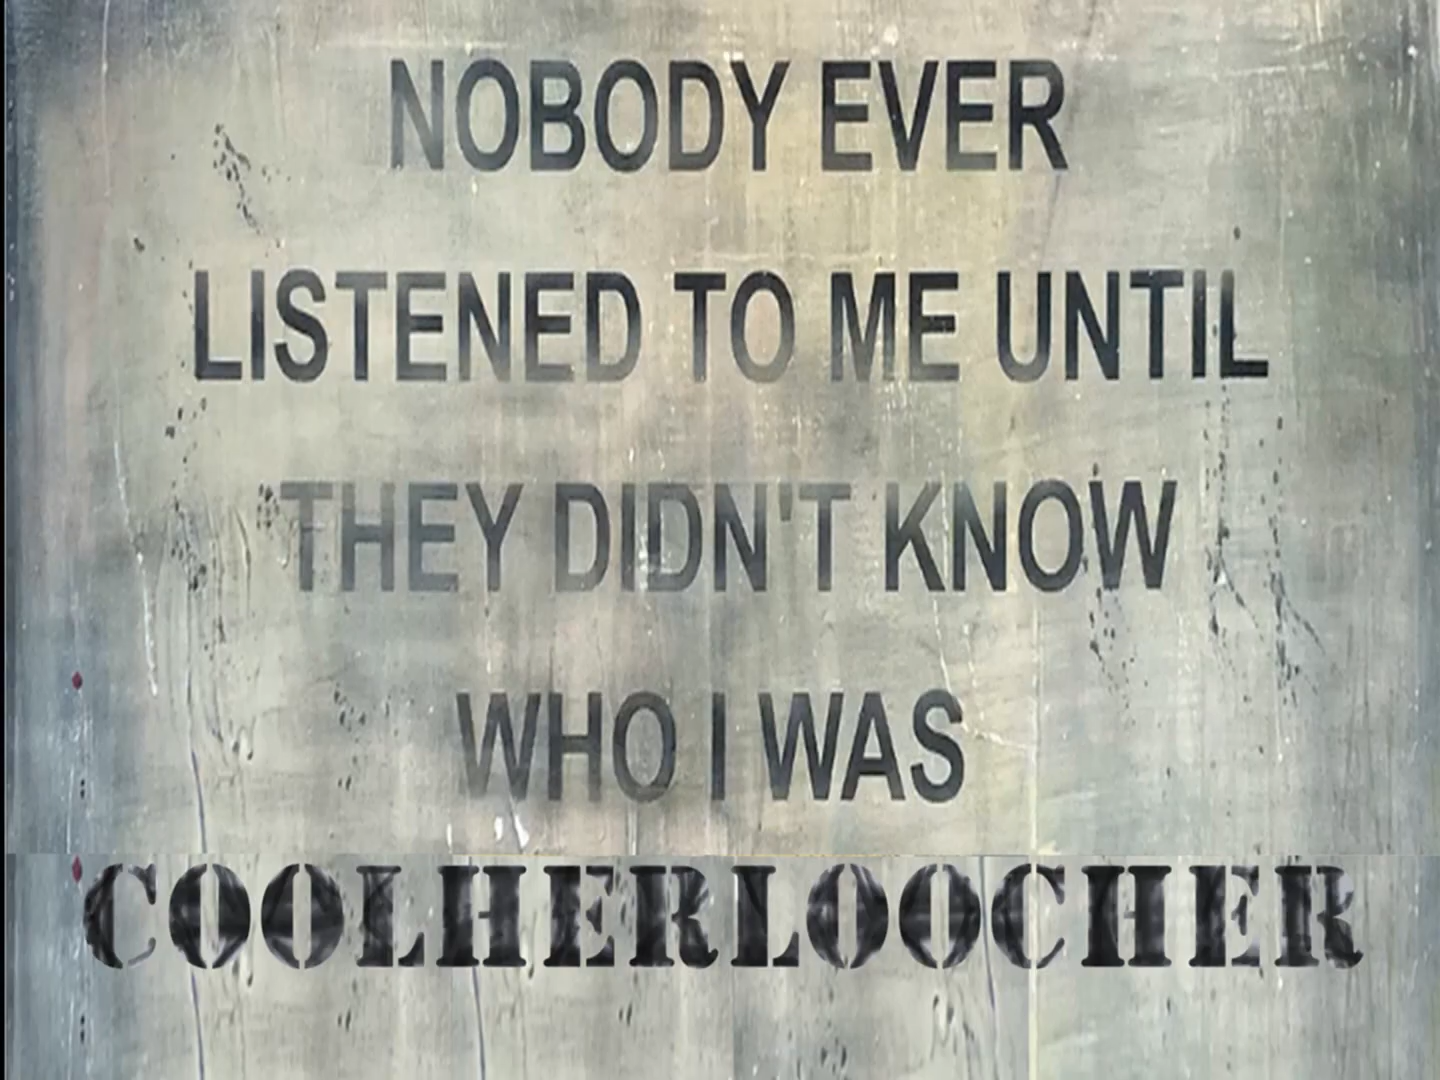 NOBODY EVER
LISTENED TO ME UNTIL
THEY DIDN'T KNOW
WHO I WAS
COOLHERLOOCHER